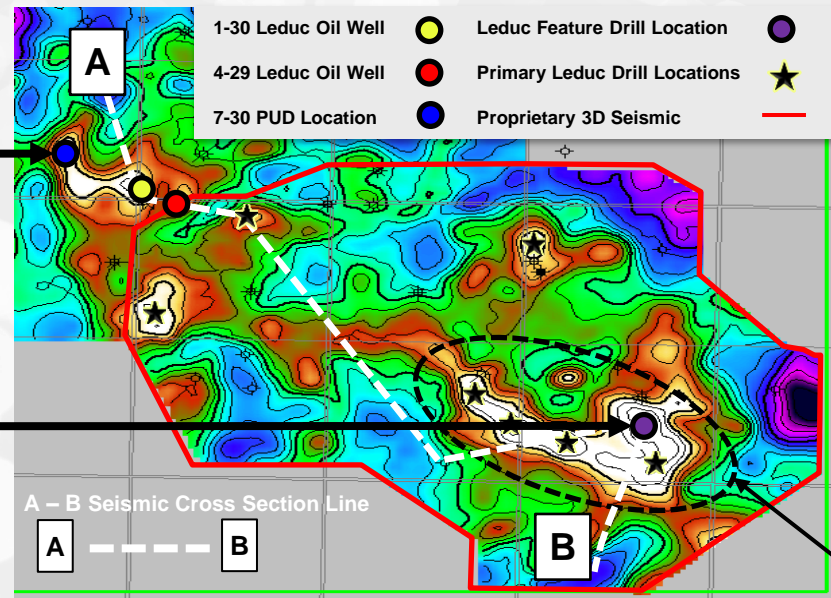 1-30 Leduc Oil Well
Leduc Feature Drill Location
4-29 Leduc Oil Well
Primary Leduc Drill Locations
7-30 PUD Location
Proprietary 3D Seismic
A
A – B Seismic Cross Section Line
A
B
B